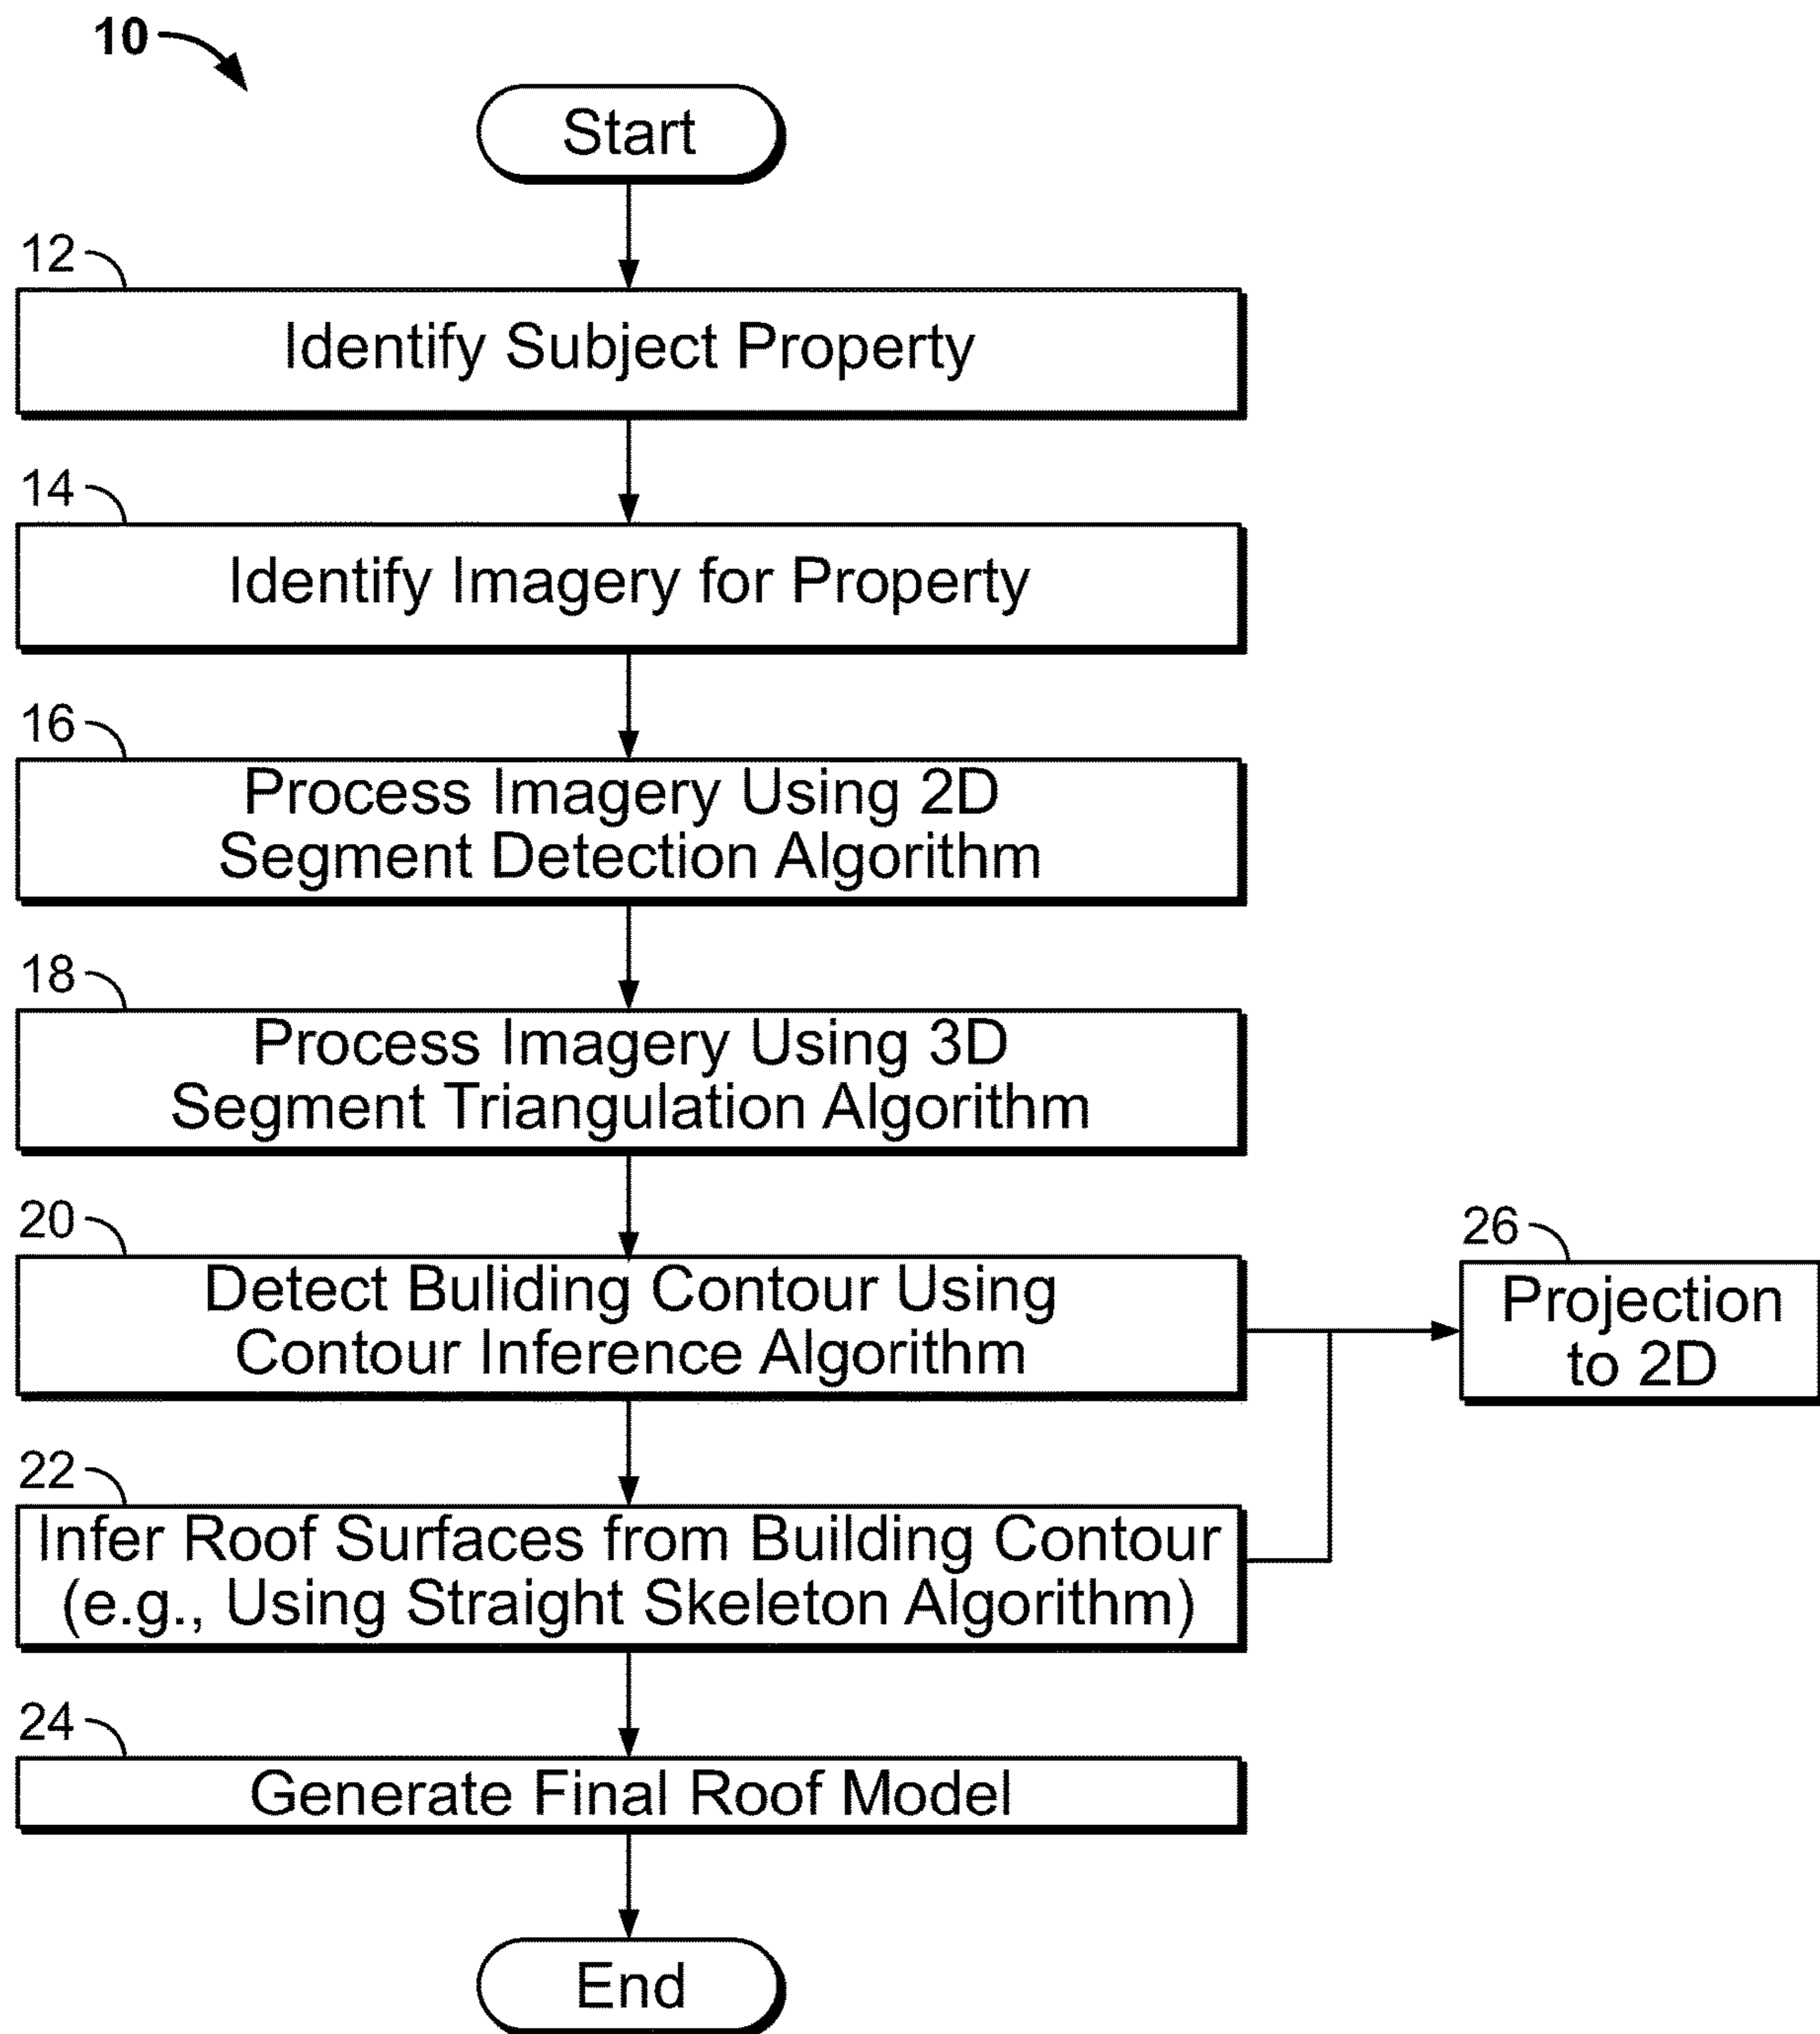 10
Start
12
Identify Subject Property
14
Identify Imagery for Property
16
Process Imagery Using 2D
Segment Detection Algorithm
18
Process Imagery Using 3D
Segment Triangulation Algorithm
20
Detect Buliding Contour Using
Contour Inference Algorithm
26
Projection
to 2D
22
Infer Roof Surfaces from Building Contour
(e.g., Using Straight Skeleton Algorithm)
24
Generate Final Roof Model
End